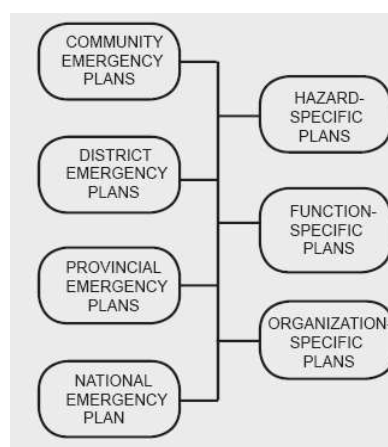 COMMUNITY
EMERGENCY
PLANS
HAZARD-
SPECIFIC
PLANS
DISTRICT
EMERGENCY
PLANS
FUNCTION-
SPECIFIC
PLANS
PROVINCIAL
EMERGENCY
PLANS
ORGANIZATION-
SPECIFIC
PLANS
NATIONAL
EMERGENCY
PLAN